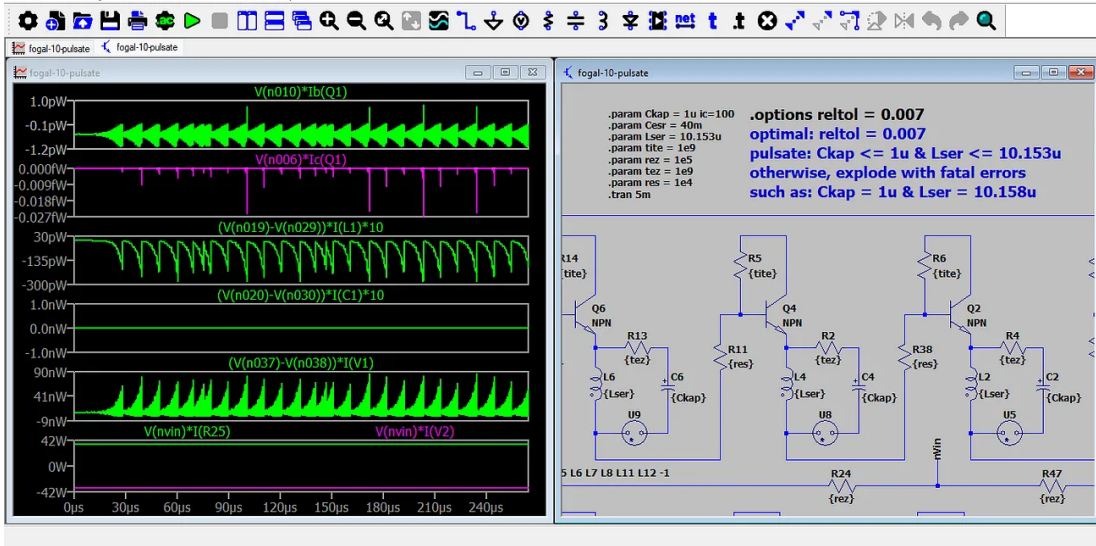 ac
net
t
.t
fogal-10-pulsate
fogal-10-pulsate
fogal-10-pulsate
V(n010)*Ib(Q1)
1.0pW
-0.1pW
-1.2pW
V(n006)*Ic(Q1)
0.000fW
-0.009fW
-0.018fW
-0.027fW
(V(n019)-V(n029))*I(L1)*10
30pW
-135pW
-300pW
(V(n020)-V(n030))*I(C1)*10
1.0nW
0.0nW
-1.0nW
(V(n037)-V(n038))*I(V1)
90nW
41nW
-9nW
V(nvin)*I(R25) V(nvin)*I(V2)
42W
0W
-42W
0µs 30µs 60µs 90µs 120µs 150µs 180µs 210µs 240µs
fogal-10-pulsate
.param Ckap = 1u ic=100
.param Cesr = 40m
.param Lser = 10.153u
.param tite = 1e9
.param rez = 1e5
.param tez = 1e9
.param res = 1e4
.tran 5m
.options reltol = 0.007
optimal: reltol = 0.007
pulsate: Ckap <= 1u & Lser <= 10.153u
otherwise, explode with fatal errors
such as: Ckap = 1u & Lser = 10.158u
R14
{tite}
R5
{tite}
R6
{tite}
Q6
NPN
Q4
NPN
Q2
NPN
R13
{tez}
R2
{tez}
R4
{tez}
R11
{res}
R38
{res}
L6
{Lser}
C6
{Ckap}
L4
{Lser}
C4
{Ckap}
L2
{Lser}
C2
{Ckap}
U9
U8
U5
nVin
5 L6 L7 L8 L11 L12 -1
R24
{rez}
R47
{rez}